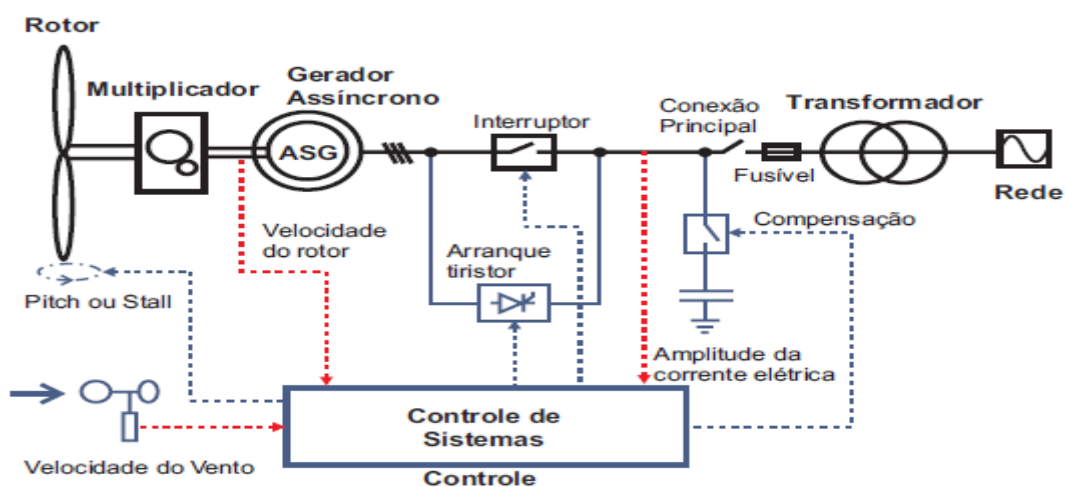 Rotor
Multiplicador
Gerador
Assíncrono
ASG
Interruptor
Conexão
Principal
Transformador
Fusível
Rede
Velocidade
do rotor
Arranque
tiristor
Compensação
Pitch ou Stall
Amplitude da
corrente elétrica
Velocidade do Vento
Controle de
Sistemas
Controle